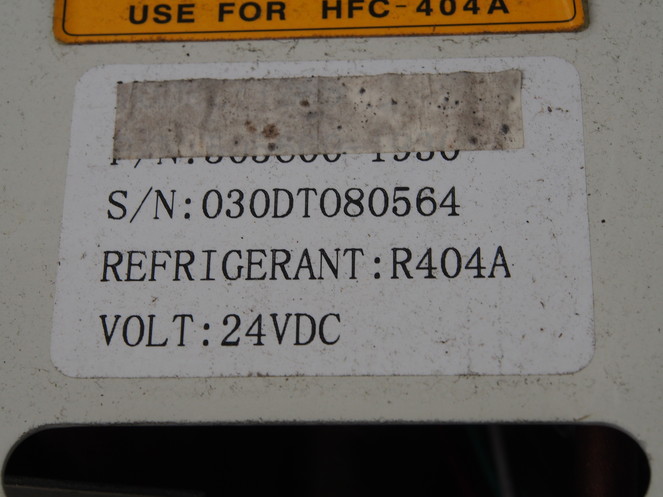 USE FOR HFC-404A
S/N:030DT080564
REFRIGERANT:R404A
VOLT:24VDC